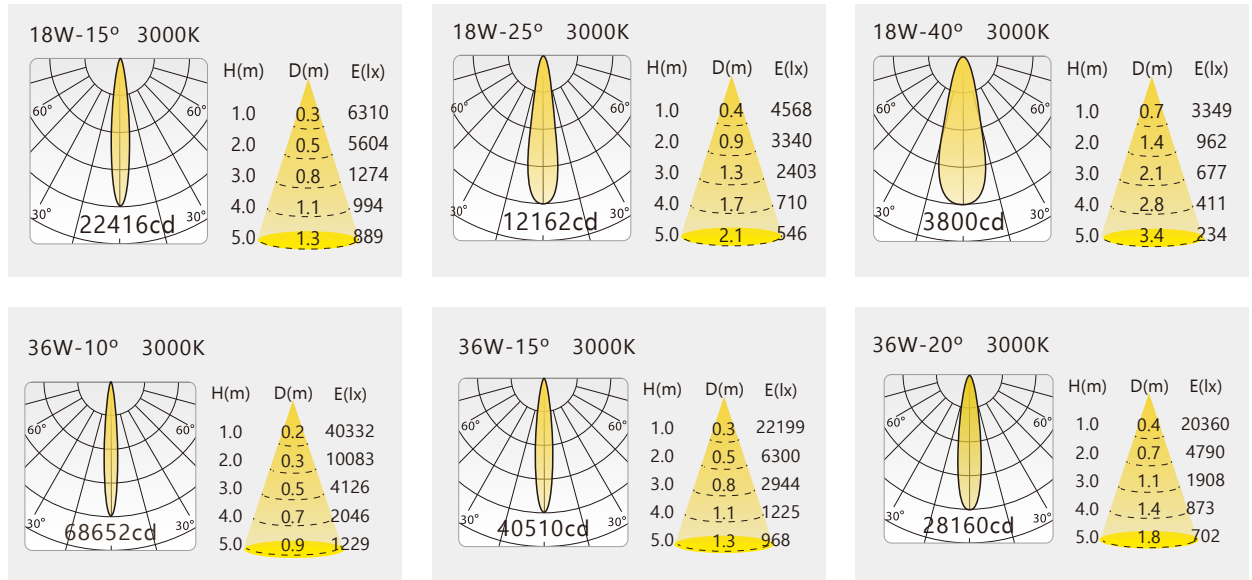 18W-15º 3000K
H(m) D(m) E(lx)
60° 60°
1.0 0.3 6310
2.0 0.5 5604
3.0 0.8 1274
4.0 1.1 994
30° 30°
22416cd
5.0 1.3 889
18W-25º 3000K
H(m) D(m) E(lx)
60° 60°
1.0 0.4 4568
2.0 0.9 3340
3.0 1.3 2403
4.0 1.7 710
30° 30°
12162cd
5.0 2.1 546
18W-40º 3000K
H(m) D(m) E(lx)
60° 60°
1.0 0.7 3349
2.0 1.4 962
3.0 2.1 677
4.0 2.8 411
30° 30°
3800cd
5.0 3.4 234
36W-10º 3000K
H(m) D(m) E(lx)
60° 60°
1.0 0.2 40332
2.0 0.3 10083
3.0 0.5 4126
4.0 0.7 2046
30° 30°
68652cd
5.0 0.9 1229
36W-15º 3000K
H(m) D(m) E(lx)
60° 60°
1.0 0.3 22199
2.0 0.5 6300
3.0 0.8 2944
4.0 1.1 1225
30° 30°
40510cd
5.0 1.3 968
36W-20º 3000K
H(m) D(m) E(lx)
60° 60°
1.0 0.4 20360
2.0 0.7 4790
3.0 1.1 1908
4.0 1.4 873
30° 30°
28160cd
5.0 1.8 702